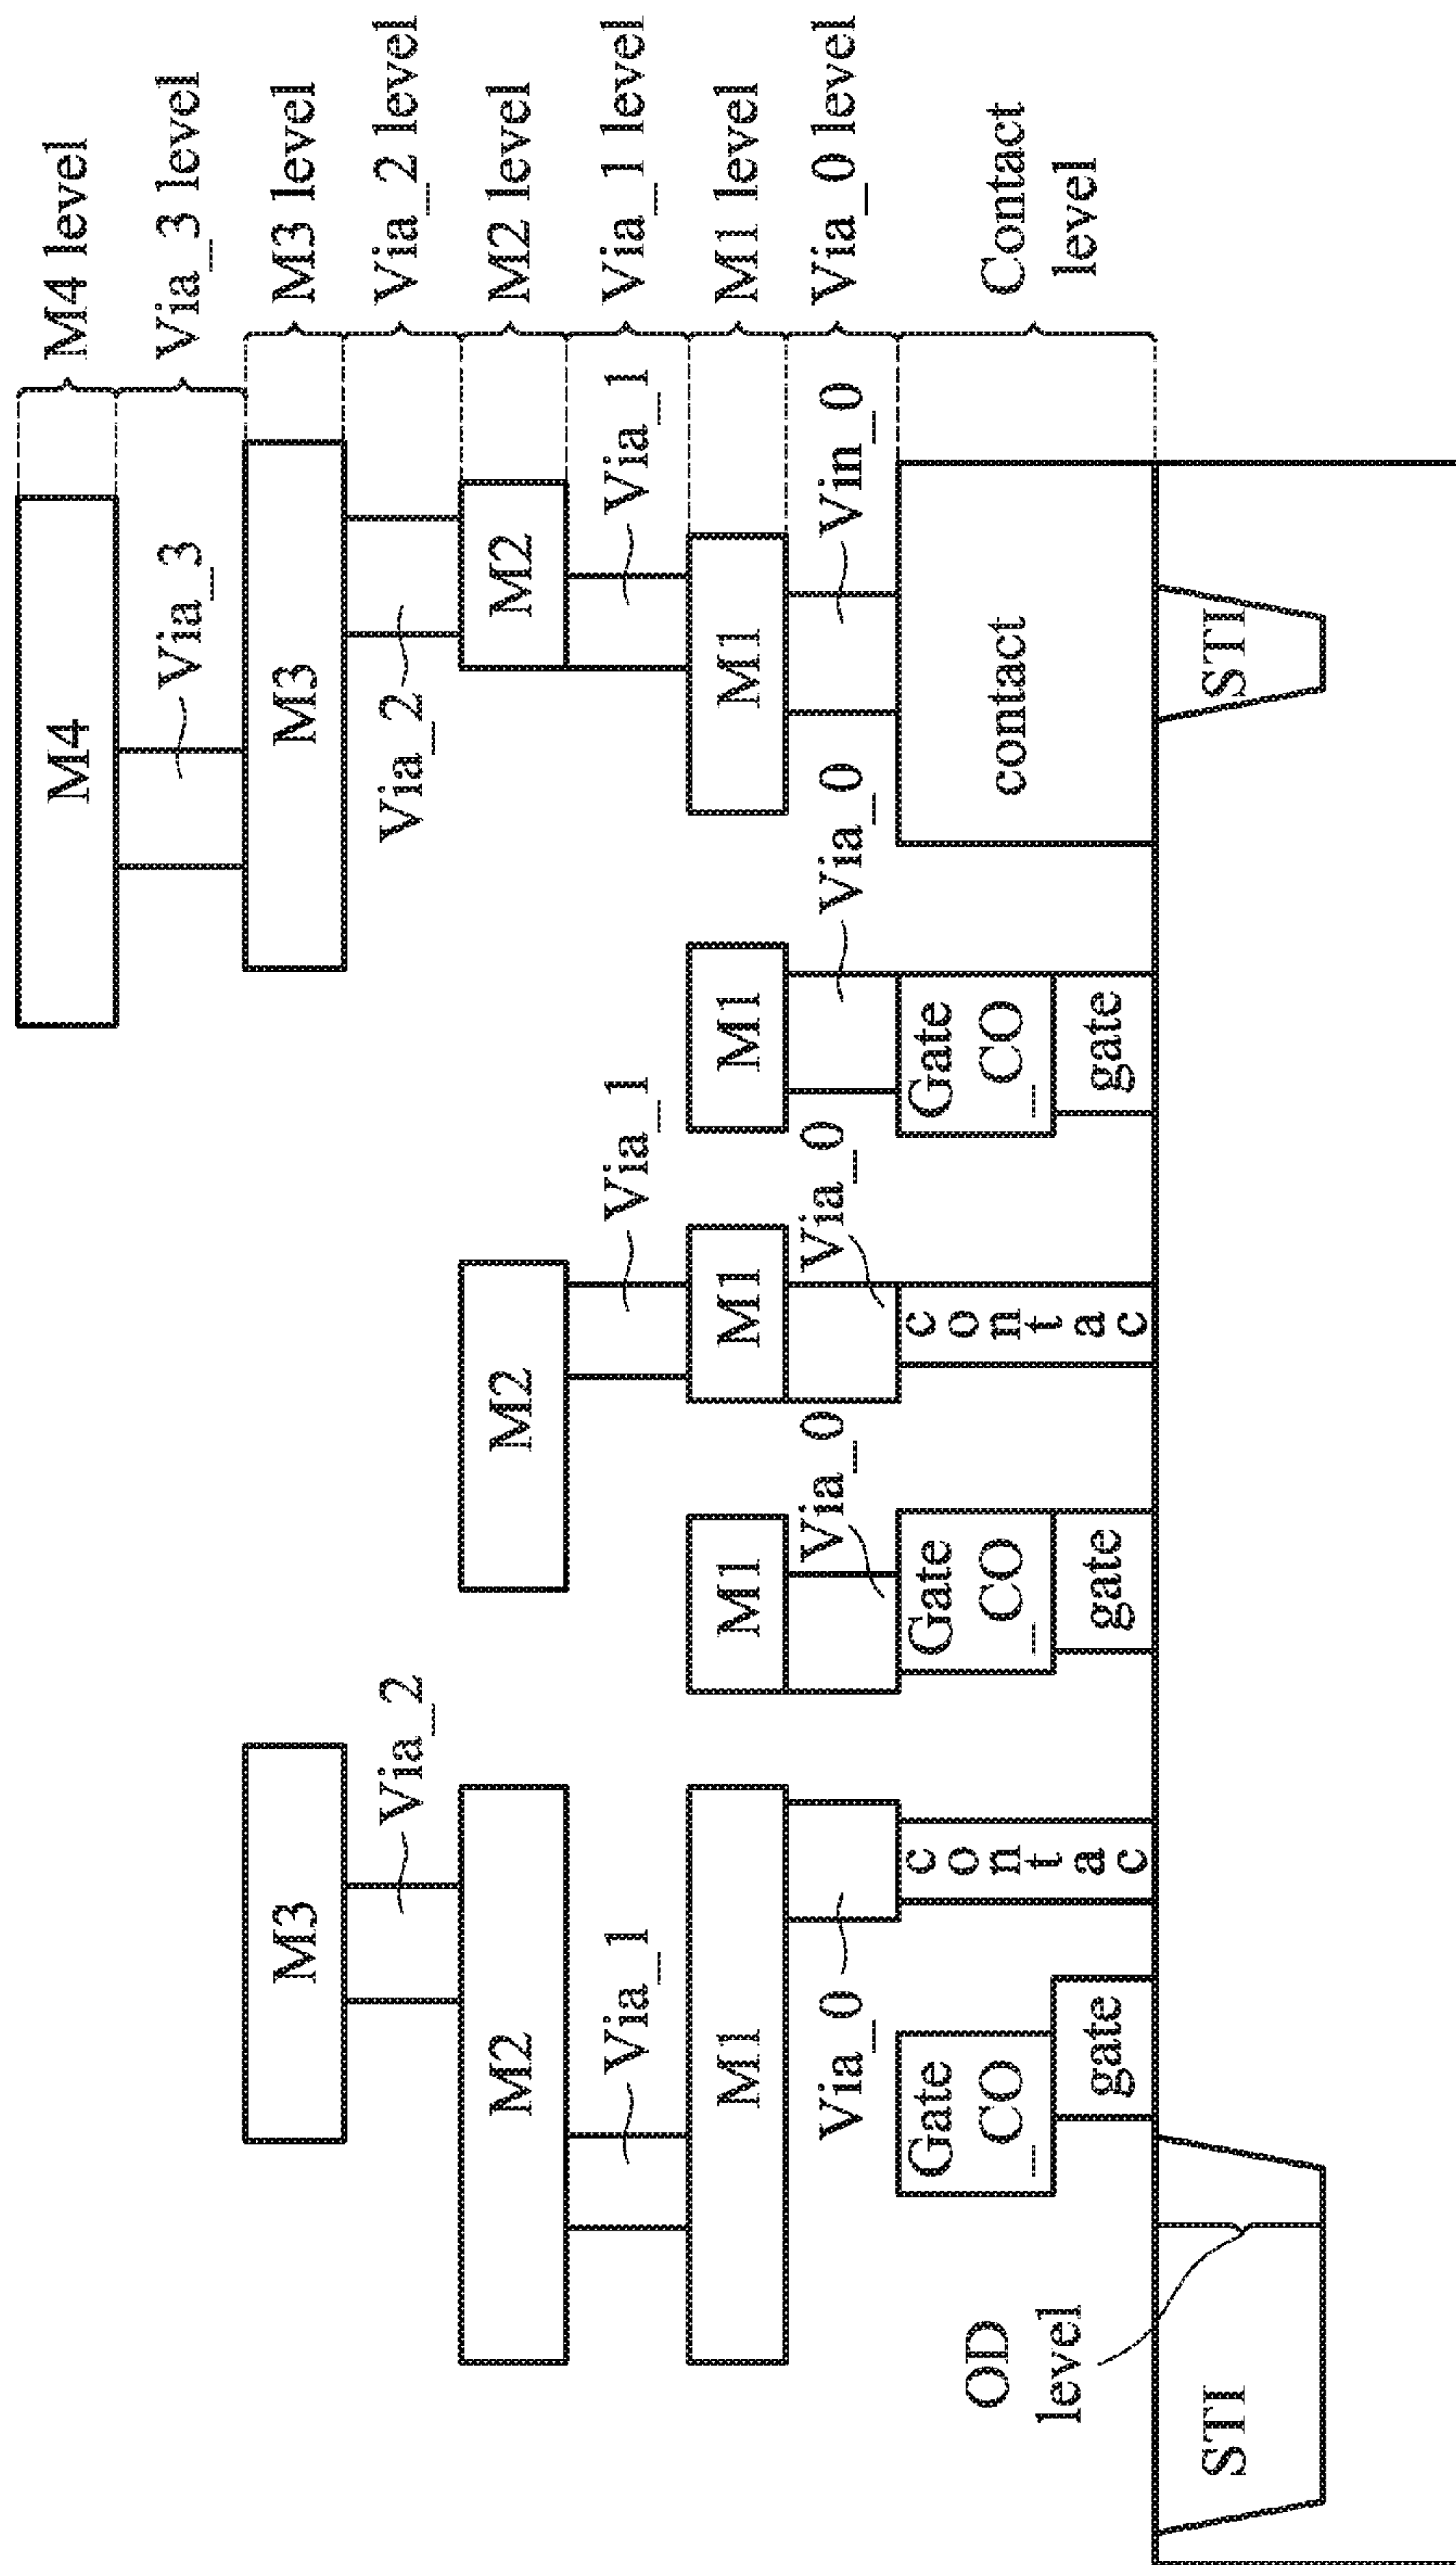 M4
M4 level
Via_3
Via_3 level
M3
M3
M3 level
Via_2
Via_2
Via_2 level
M2
M2
M2
M2 level
Via_1
Via_1
Via_1
Via_1 level
M1
M1
M1
M1
M1
M1 level
Via_0
Via_0
Via_0
Via_0
Vin_0
Via_0 level
Gate
_CO
gate
contac
Gate
_CO
gate
contac
Gate
_CO
gate
contact
Contact
level
OD
level
STI
STI